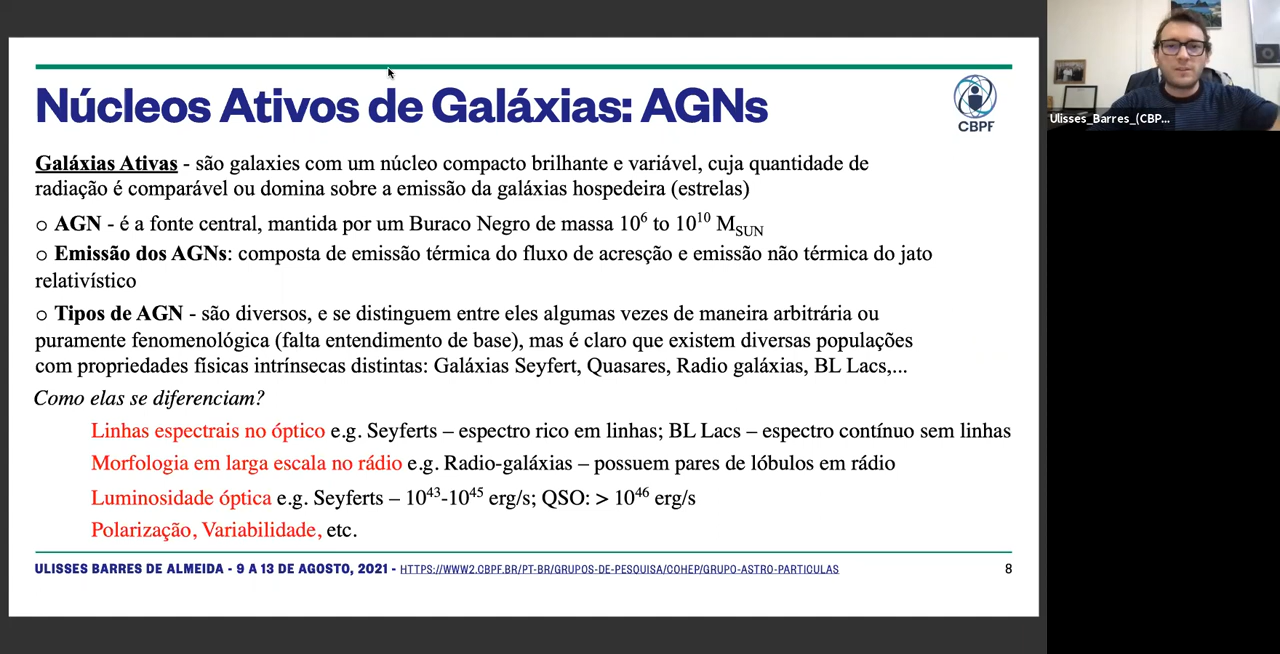 Núcleos Ativos de Galáxias: AGNs
CBPF
Ulisses_Barres_(CBP...
Galáxias Ativas - são galaxies com um núcleo compacto brilhante e variável, cuja quantidade de
radiação é comparável ou domina sobre a emissão da galáxias hospedeira (estrelas)
o AGN - é a fonte central, mantida por um Buraco Negro de massa 10⁶ to 10¹⁰ M_SUN
o Emissão dos AGNs: composta de emissão térmica do fluxo de acresção e emissão não térmica do jato
relativístico
o Tipos de AGN - são diversos, e se distinguem entre eles algumas vezes de maneira arbitrária ou
puramente fenomenológica (falta entendimento de base), mas é claro que existem diversas populações
com propriedades físicas intrínsecas distintas: Galáxias Seyfert, Quasares, Radio galáxias, BL Lacs,...
Como elas se diferenciam?
Linhas espectrais no óptico e.g. Seyferts – espectro rico em linhas; BL Lacs – espectro contínuo sem linhas
Morfologia em larga escala no rádio e.g. Radio-galáxias – possuem pares de lóbulos em rádio
Luminosidade óptica e.g. Seyferts – 10⁴³-10⁴⁵ erg/s; QSO: > 10⁴⁶ erg/s
Polarização, Variabilidade, etc.
ULISSES BARRES DE ALMEIDA - 9 A 13 DE AGOSTO, 2021 - HTTPS://WWW2.CBPF.BR/PT-BR/GRUPOS-DE-PESQUISA/COHEP/GRUPO-ASTRO-PARTICULAS
8